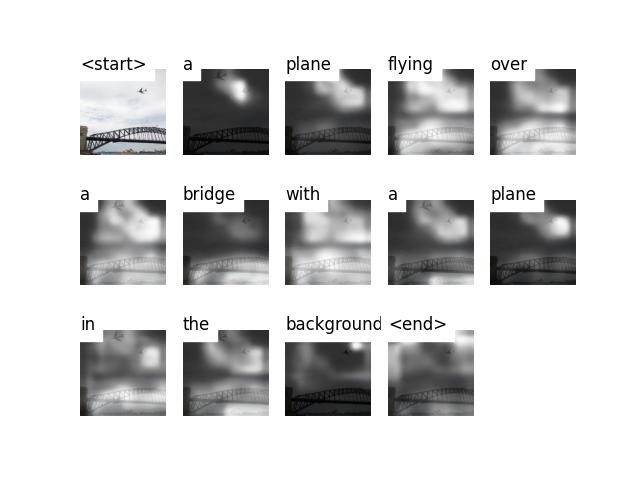 <start> a plane flying over
a bridge with a plane
in the background <end>